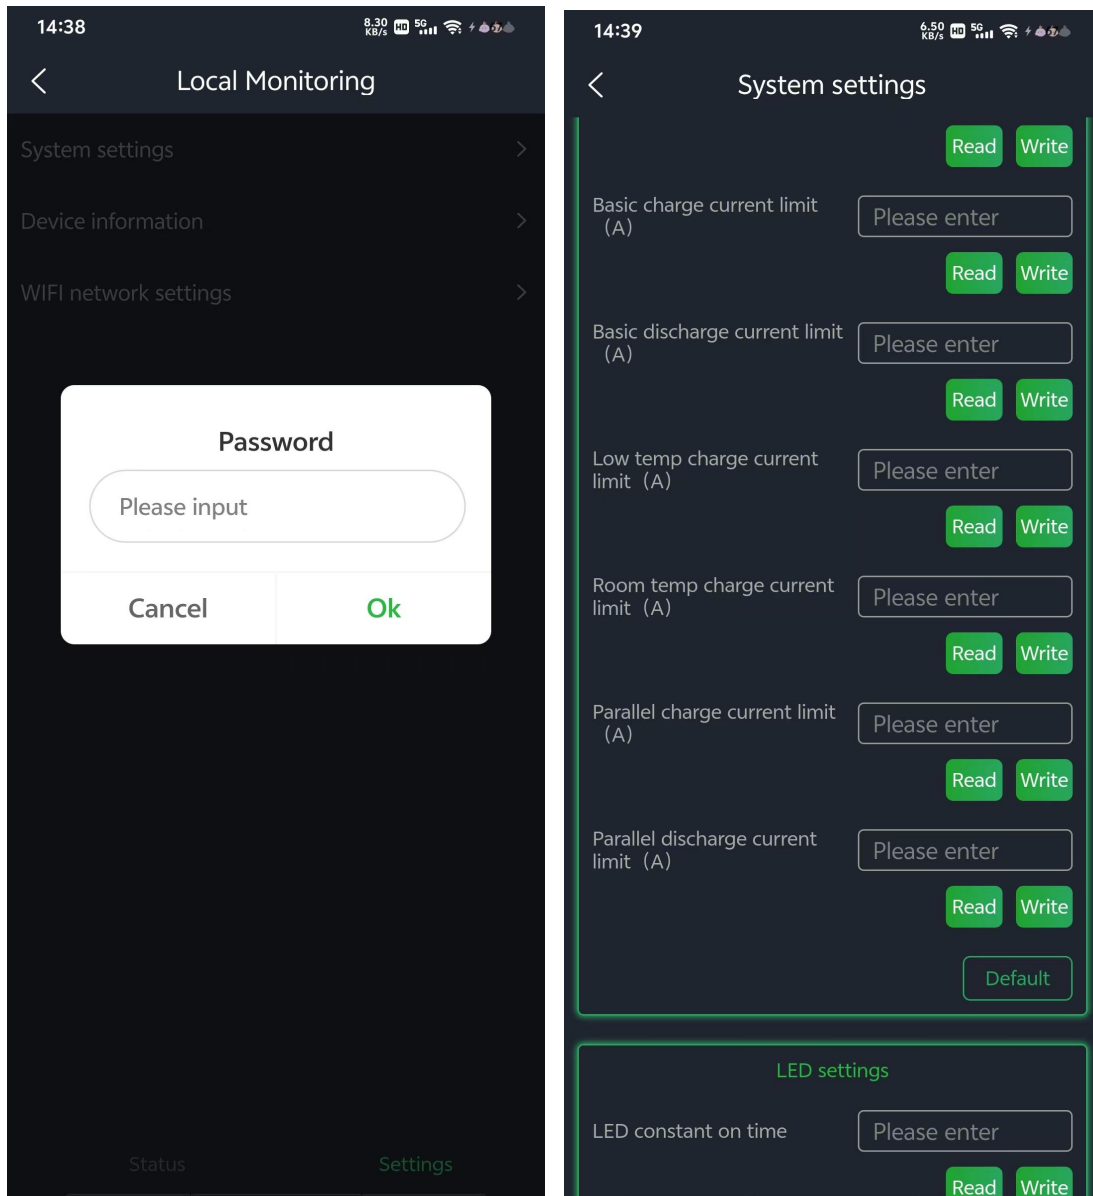 14:38
8.30 KB/s HD 5G
Local Monitoring
System settings
Device information
WIFI network settings
Password
Please input
Cancel
Ok
Status
Settings
14:39
6.50 KB/s HD 5G
System settings
Read
Write
Basic charge current limit
（A）
Please enter
Read
Write
Basic discharge current limit
（A）
Please enter
Read
Write
Low temp charge current
limit（A）
Please enter
Read
Write
Room temp charge current
limit（A）
Please enter
Read
Write
Parallel charge current limit
（A）
Please enter
Read
Write
Parallel discharge current
limit（A）
Please enter
Read
Write
Default
LED settings
LED constant on time
Please enter
Read
Write